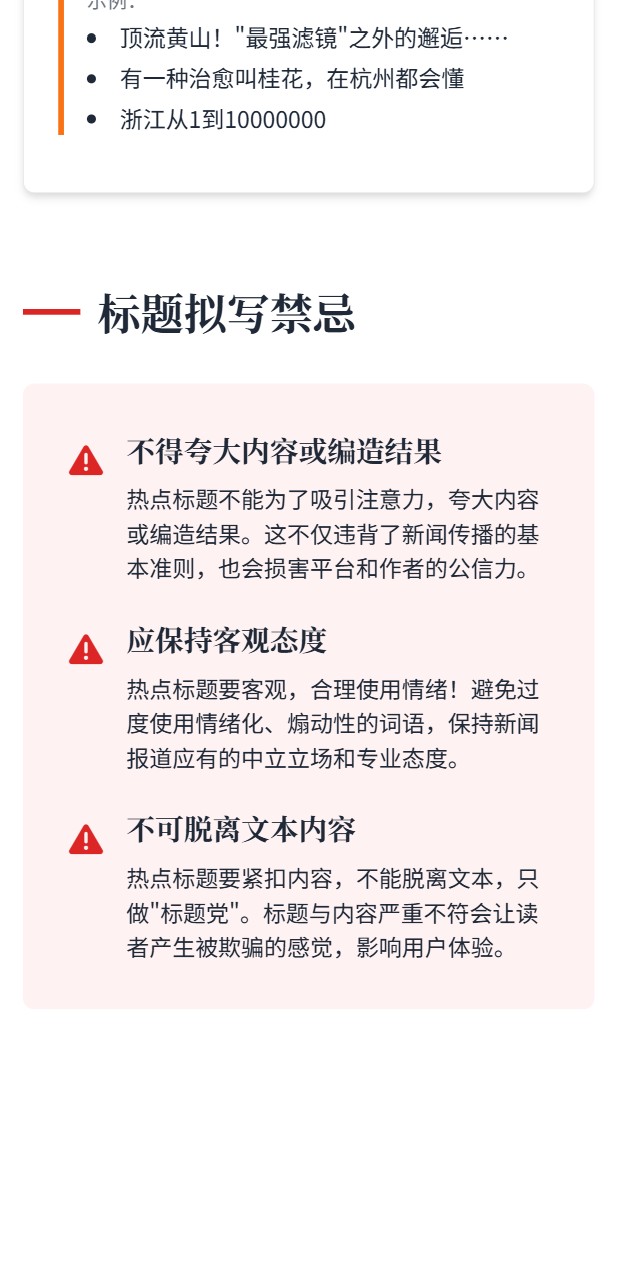 示例：
顶流黄山！"最强滤镜"之外的邂逅……
有一种治愈叫桂花，在杭州都会懂
浙江从1到10000000
标题拟写禁忌
不得夸大内容或编造结果
热点标题不能为了吸引注意力，夸大内容
或编造结果。这不仅违背了新闻传播的基
本准则，也会损害平台和作者的公信力。
应保持客观态度
热点标题要客观，合理使用情绪！避免过
度使用情绪化、煽动性的词语，保持新闻
报道应有的中立立场和专业态度。
不可脱离文本内容
热点标题要紧扣内容，不能脱离文本，只
做"标题党"。标题与内容严重不符会让读
者产生被欺骗的感觉，影响用户体验。